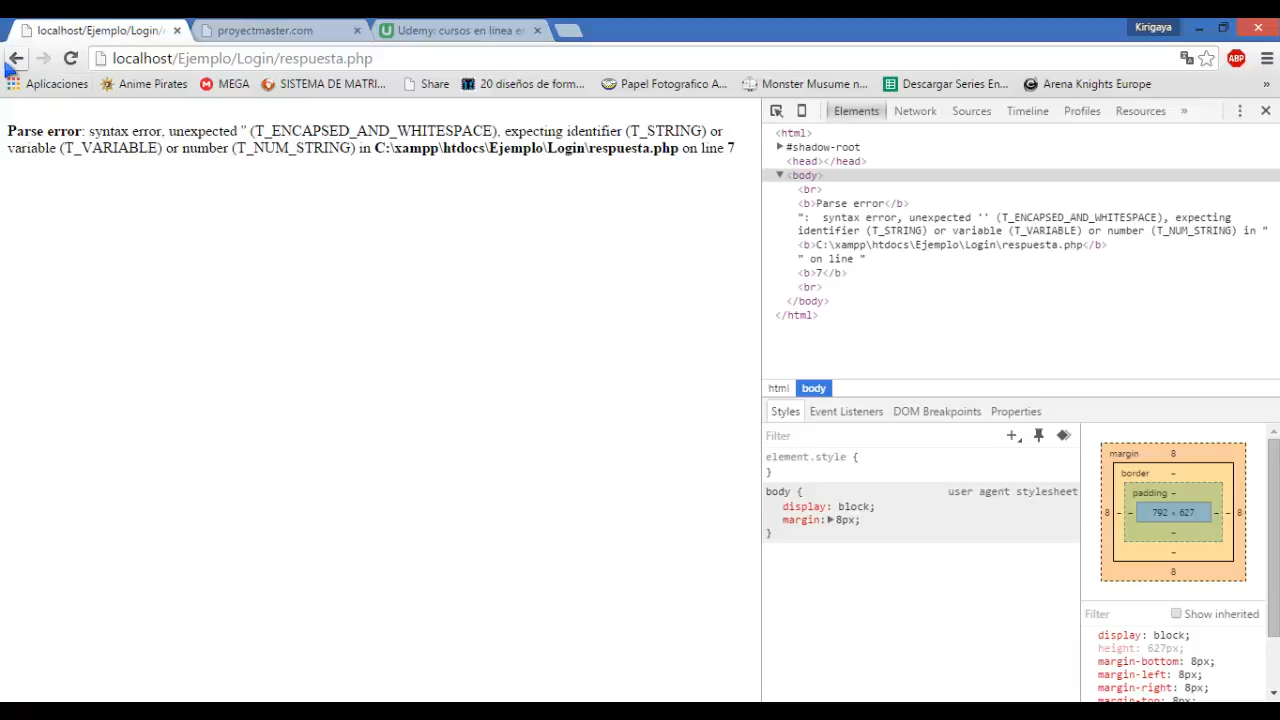 localhost/Ejemplo/Login/
proyectmaster.com
Udemy: cursos en línea
Kirigaya
localhost/Ejemplo/Login/respuesta.php
ABP
Aplicaciones
Anime Pirates
MEGA
SISTEMA DE MATRI...
Share
20 diseños de form...
Papel Fotografico A...
Monster Musume n...
Descargar Series En...
Arena Knights Europe
»
Parse error: syntax error, unexpected '' (T_ENCAPSED_AND_WHITESPACE), expecting identifier (T_STRING) or
variable (T_VARIABLE) or number (T_NUM_STRING) in C:\xampp\htdocs\Ejemplo\Login\respuesta.php on line 7
Elements Network Sources Timeline Profiles Resources »
<html>
#shadow-root
<head></head>
<body>
<br>
<b>Parse error</b>
":  syntax error, unexpected '' (T_ENCAPSED_AND_WHITESPACE), expecting
identifier (T_STRING) or variable (T_VARIABLE) or number (T_NUM_STRING) in "
<b>C:\xampp\htdocs\Ejemplo\Login\respuesta.php</b>
" on line "
<b>7</b>
<br>
</body>
</html>
html body
Styles Event Listeners DOM Breakpoints Properties
Filter
element.style {
}
body { user agent stylesheet
display: block;
margin: 8px;
}
margin 8
border –
padding –
8 – – 792 × 627 – – 8
–
–
8
Filter Show inherited
display: block;
height: 627px;
margin-bottom: 8px;
margin-left: 8px;
margin-right: 8px;
margin-top: 8px;